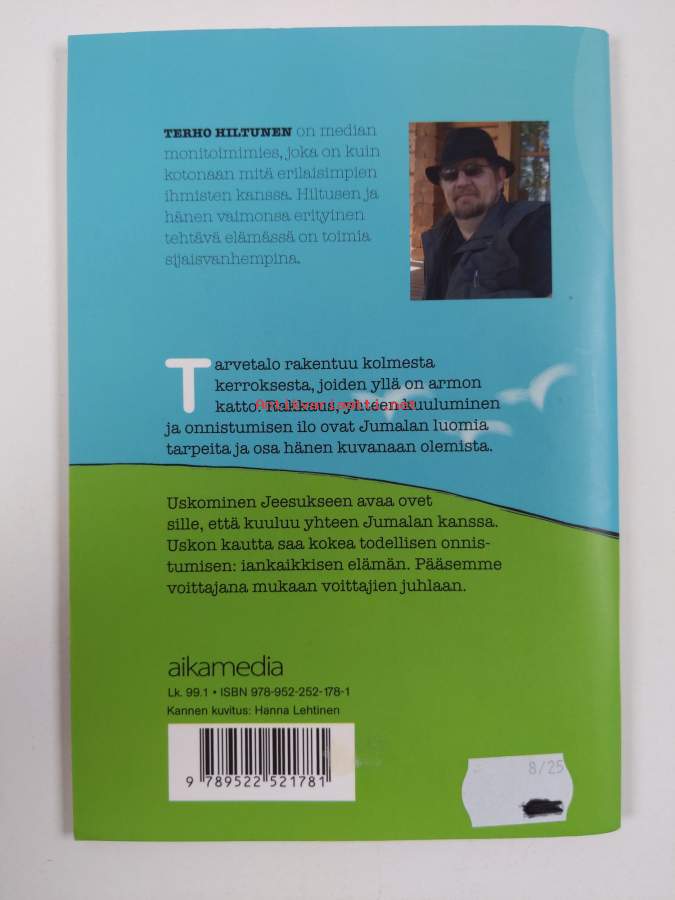 TERHO HILTUNEN on median
monitoimimies, joka on kuin
kotonaan mitä erilaisimpien
ihmisten kanssa. Hiltusen ja
hänen vaimonsa erityinen
tehtävä elämässä on toimia
sijaisvanhempina.
Tarvetalo rakentuu kolmesta
kerroksesta, joiden yllä on armon
katto. Rakkaus, yhteenkuuluminen
Antikvariaatti.net
ja onnistumisen ilo ovat Jumalan luomia
tarpeita ja osa hänen kuvanaan olemista.
Uskominen Jeesukseen avaa ovet
sille, että kuuluu yhteen Jumalan kanssa.
Uskon kautta saa kokea todellisen onnis-
tumisen: iankaikkisen elämän. Pääsemme
voittajana mukaan voittajien juhlaan.
aikamedia
Lk. 99.1 • ISBN 978-952-252-178-1
Kannen kuvitus: Hanna Lehtinen
9 789522 521781
8/25